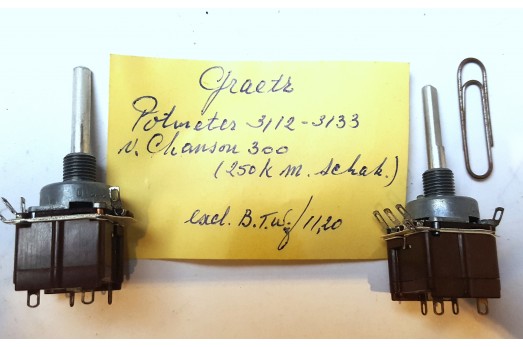 Graetz
Potmeter 3112-3133
v. Chanson 300
(250k m. schak.)
excl. B.T.W. f 11,20